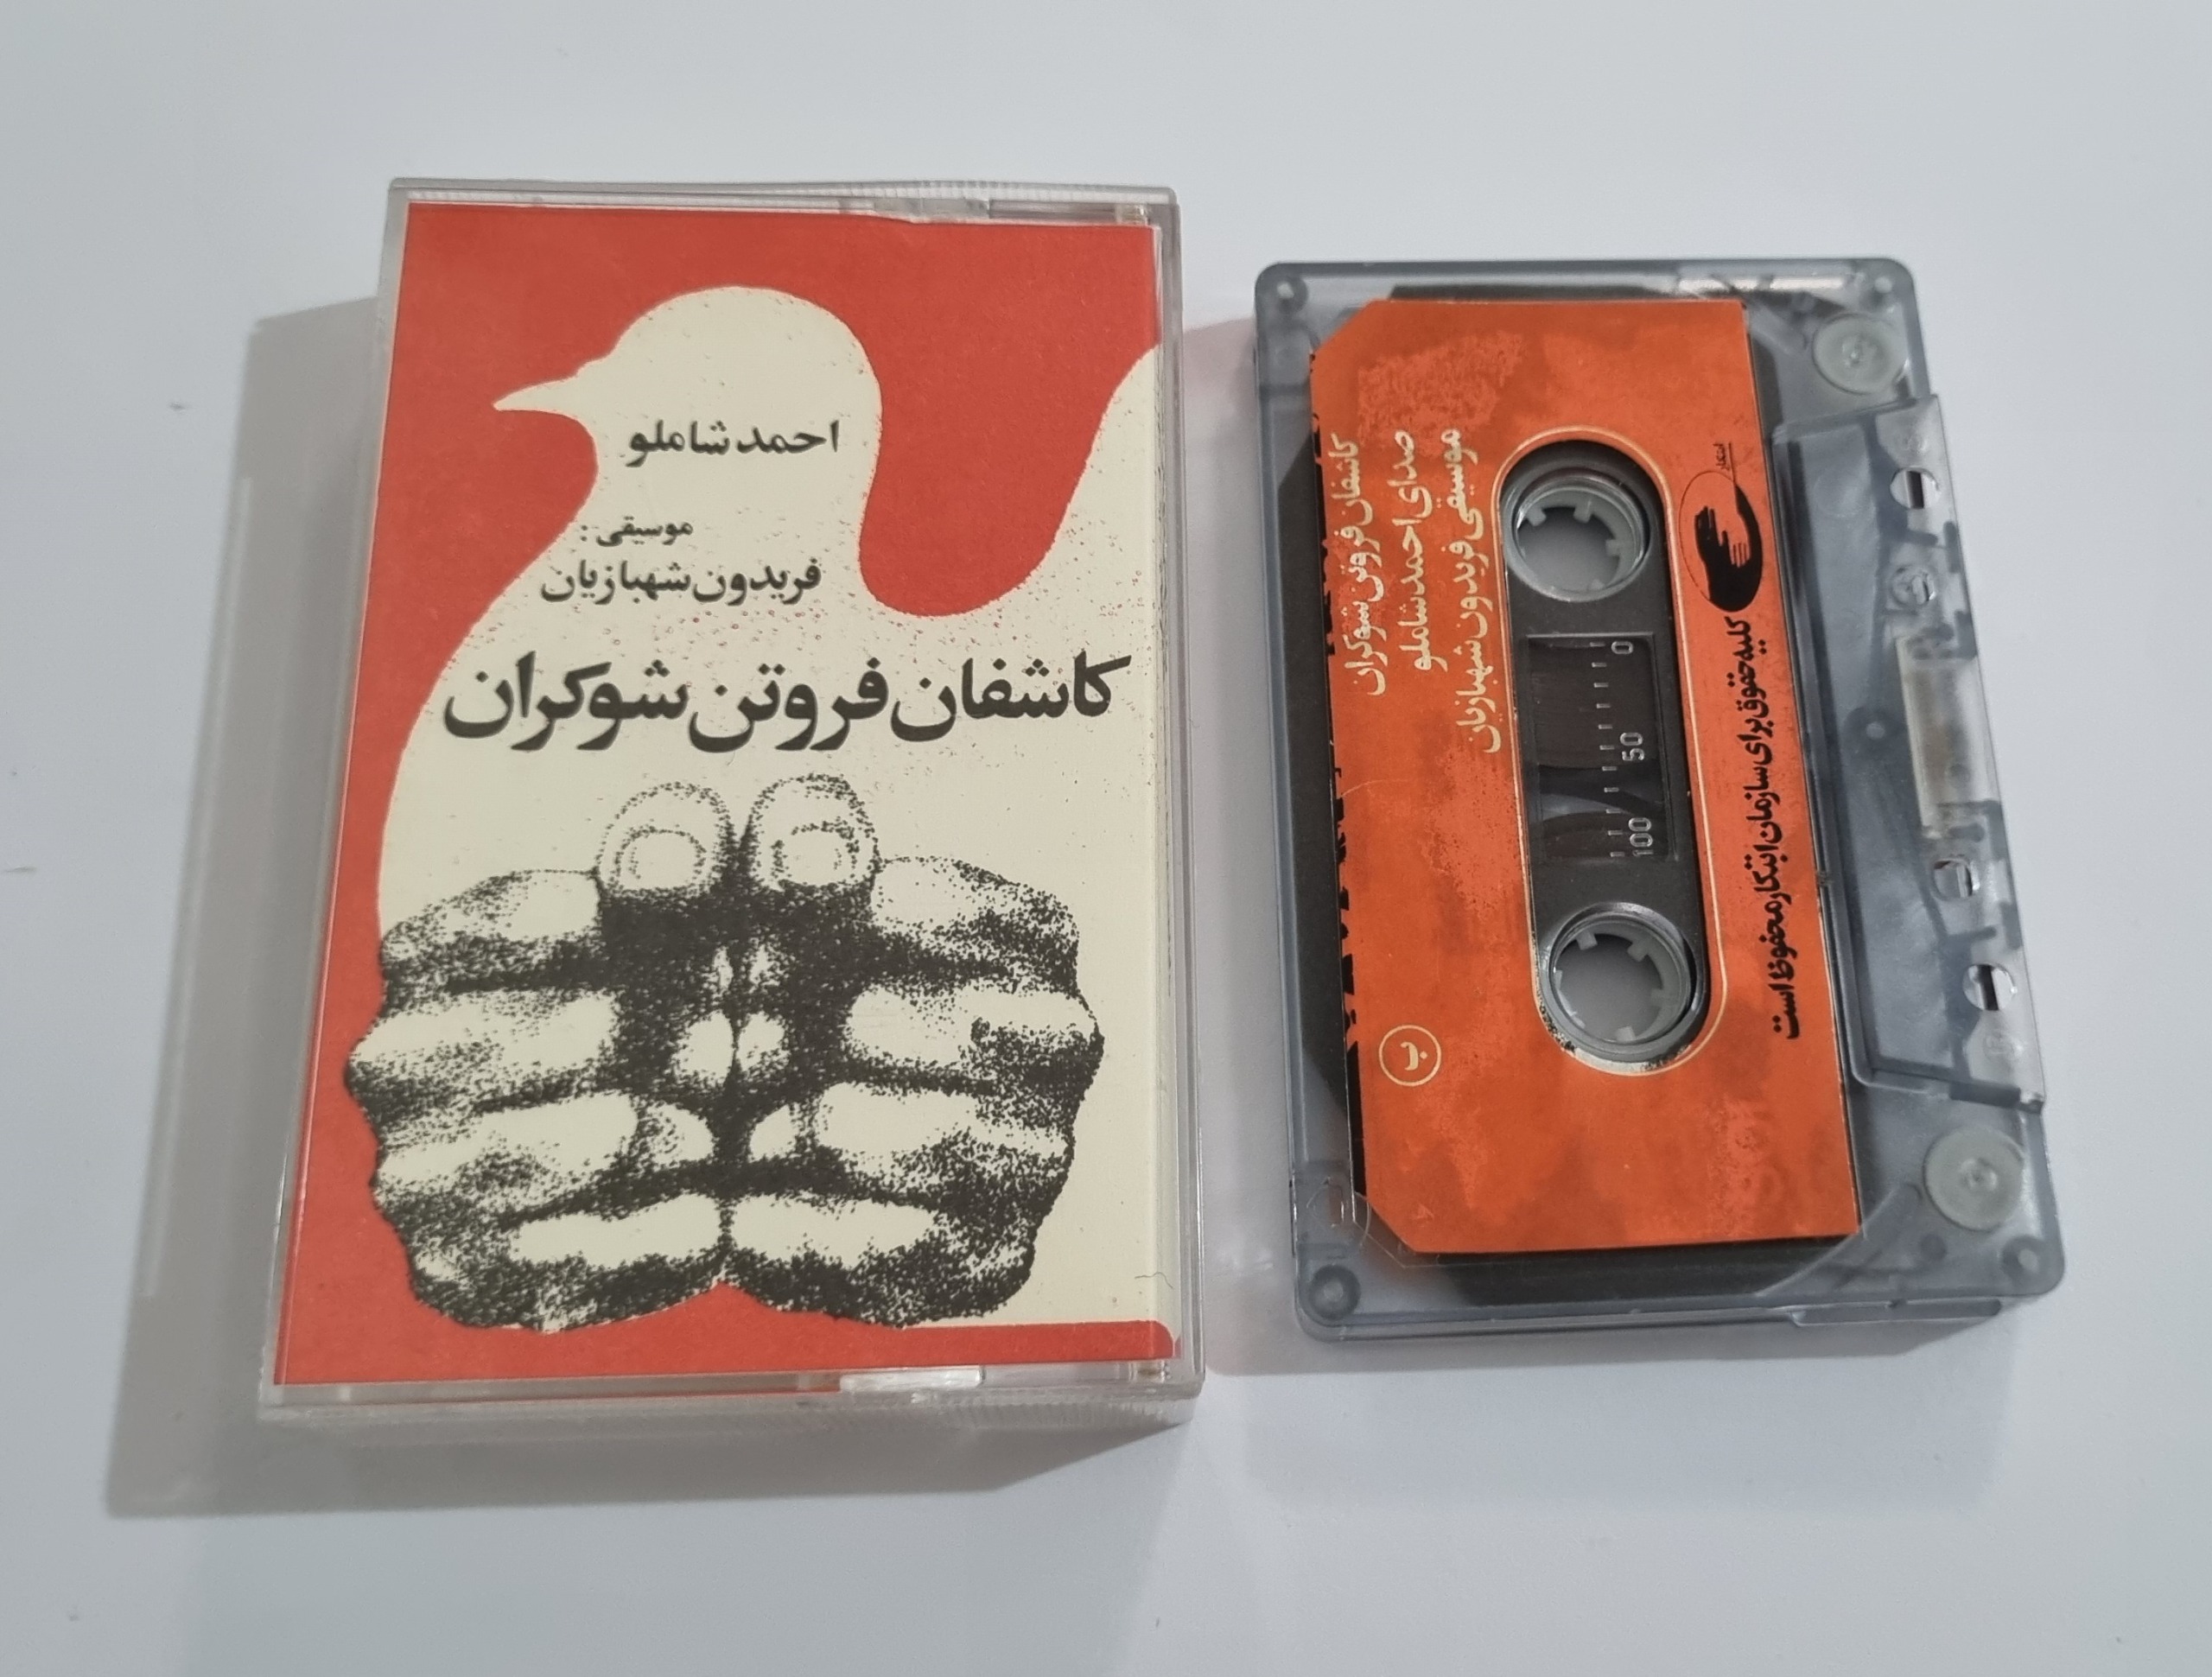 احمد شاملو
موسیقی :
فریدون شهبازیان
کاشفان فروتن شوکران
کاشفان فروتن شوکران
صدای احمد شاملو
موسیقی فریدون شهبازیان
ب
0
50
100
ابتکار
کلیه حقوق برای سازمان ابتکار محفوظ است